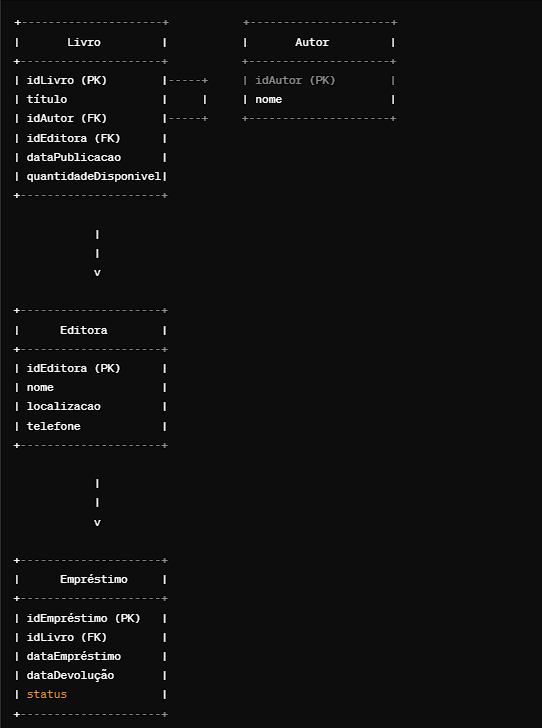 Livro
idLivro (PK)
título
idAutor (FK)
idEditora (FK)
dataPublicacao
quantidadeDisponivel
Autor
idAutor (PK)
nome
v
Editora
idEditora (PK)
nome
localizacao
telefone
v
Empréstimo
idEmpréstimo (PK)
idLivro (FK)
dataEmpréstimo
dataDevolução
status